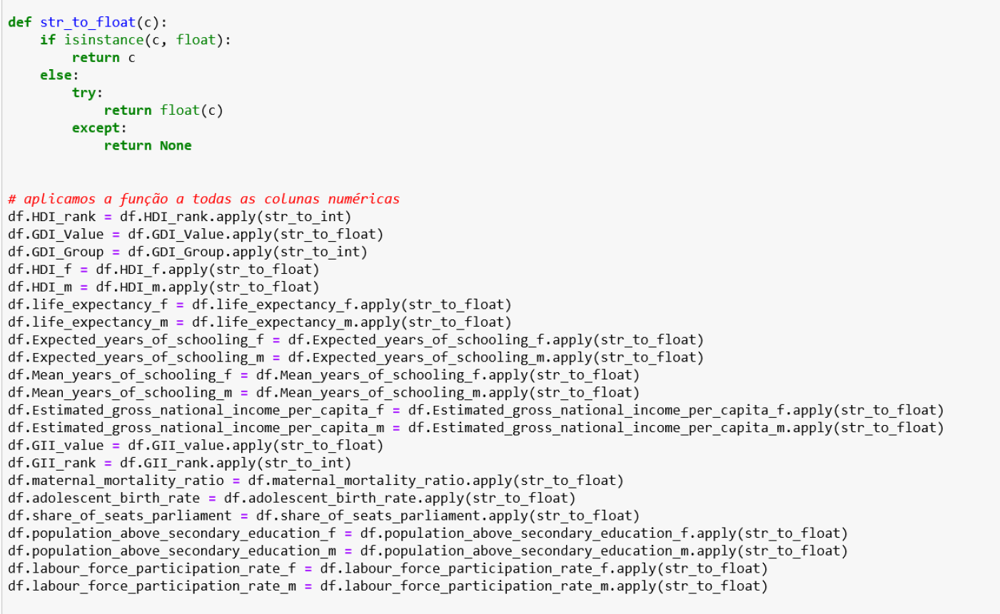 def str_to_float(c):
    if isinstance(c, float):
        return c
    else:
        try:
            return float(c)
        except:
            return None
# aplicamos a função a todas as colunas numéricas
df.HDI_rank = df.HDI_rank.apply(str_to_int)
df.GDI_Value = df.GDI_Value.apply(str_to_float)
df.GDI_Group = df.GDI_Group.apply(str_to_int)
df.HDI_f = df.HDI_f.apply(str_to_float)
df.HDI_m = df.HDI_m.apply(str_to_float)
df.life_expectancy_f = df.life_expectancy_f.apply(str_to_float)
df.life_expectancy_m = df.life_expectancy_m.apply(str_to_float)
df.Expected_years_of_schooling_f = df.Expected_years_of_schooling_f.apply(str_to_float)
df.Expected_years_of_schooling_m = df.Expected_years_of_schooling_m.apply(str_to_float)
df.Mean_years_of_schooling_f = df.Mean_years_of_schooling_f.apply(str_to_float)
df.Mean_years_of_schooling_m = df.Mean_years_of_schooling_m.apply(str_to_float)
df.Estimated_gross_national_income_per_capita_f = df.Estimated_gross_national_income_per_capita_f.apply(str_to_float)
df.Estimated_gross_national_income_per_capita_m = df.Estimated_gross_national_income_per_capita_m.apply(str_to_float)
df.GII_value = df.GII_value.apply(str_to_float)
df.GII_rank = df.GII_rank.apply(str_to_int)
df.maternal_mortality_ratio = df.maternal_mortality_ratio.apply(str_to_float)
df.adolescent_birth_rate = df.adolescent_birth_rate.apply(str_to_float)
df.share_of_seats_parliament = df.share_of_seats_parliament.apply(str_to_float)
df.population_above_secondary_education_f = df.population_above_secondary_education_f.apply(str_to_float)
df.population_above_secondary_education_m = df.population_above_secondary_education_m.apply(str_to_float)
df.labour_force_participation_rate_f = df.labour_force_participation_rate_f.apply(str_to_float)
df.labour_force_participation_rate_m = df.labour_force_participation_rate_m.apply(str_to_float)